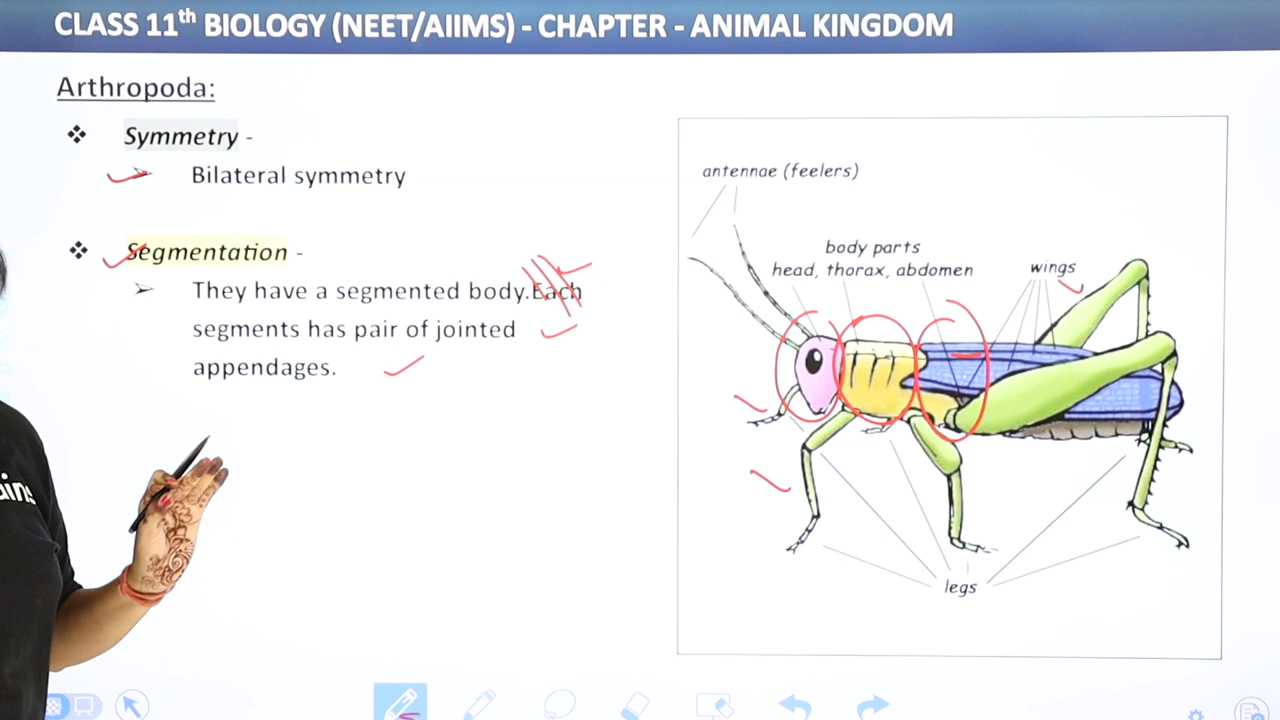 CLASS 11th BIOLOGY (NEET/AIIMS) - CHAPTER - ANIMAL KINGDOM
Arthropoda:
❖ Symmetry -
➢ Bilateral symmetry
❖ Segmentation -
➢ They have a segmented body.Each
segments has pair of jointed
appendages.
antennae (feelers)
body parts
head, thorax, abdomen
wings
legs